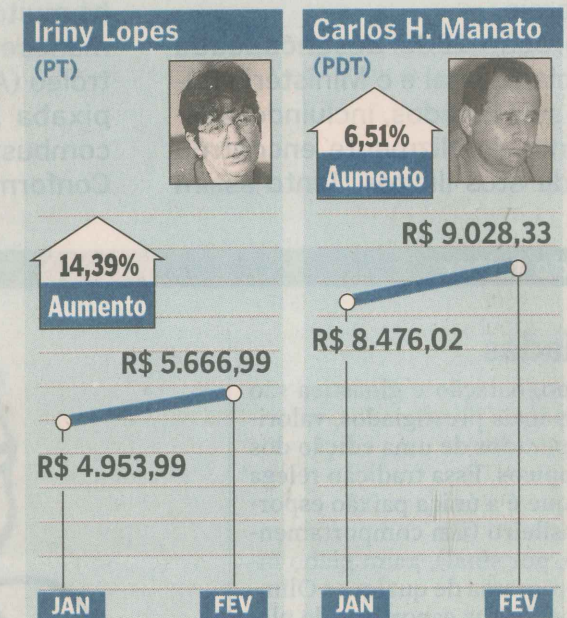 Iriny Lopes
(PT)
14,39%
Aumento
R$ 5.666,99
R$ 4.953,99
JAN
FEV
Carlos H. Manato
(PDT)
6,51%
Aumento
R$ 9.028,33
R$ 8.476,02
JAN
FEV